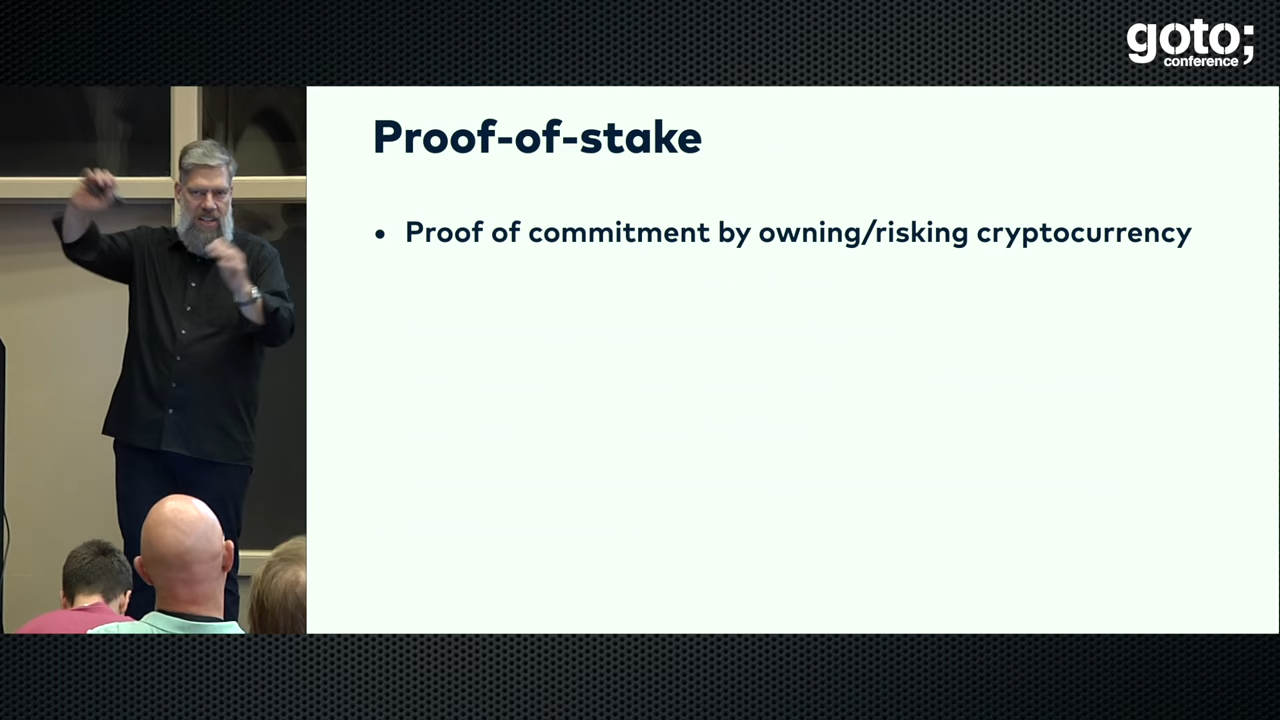 goto;
conference
Proof-of-stake
• Proof of commitment by owning/risking cryptocurrency